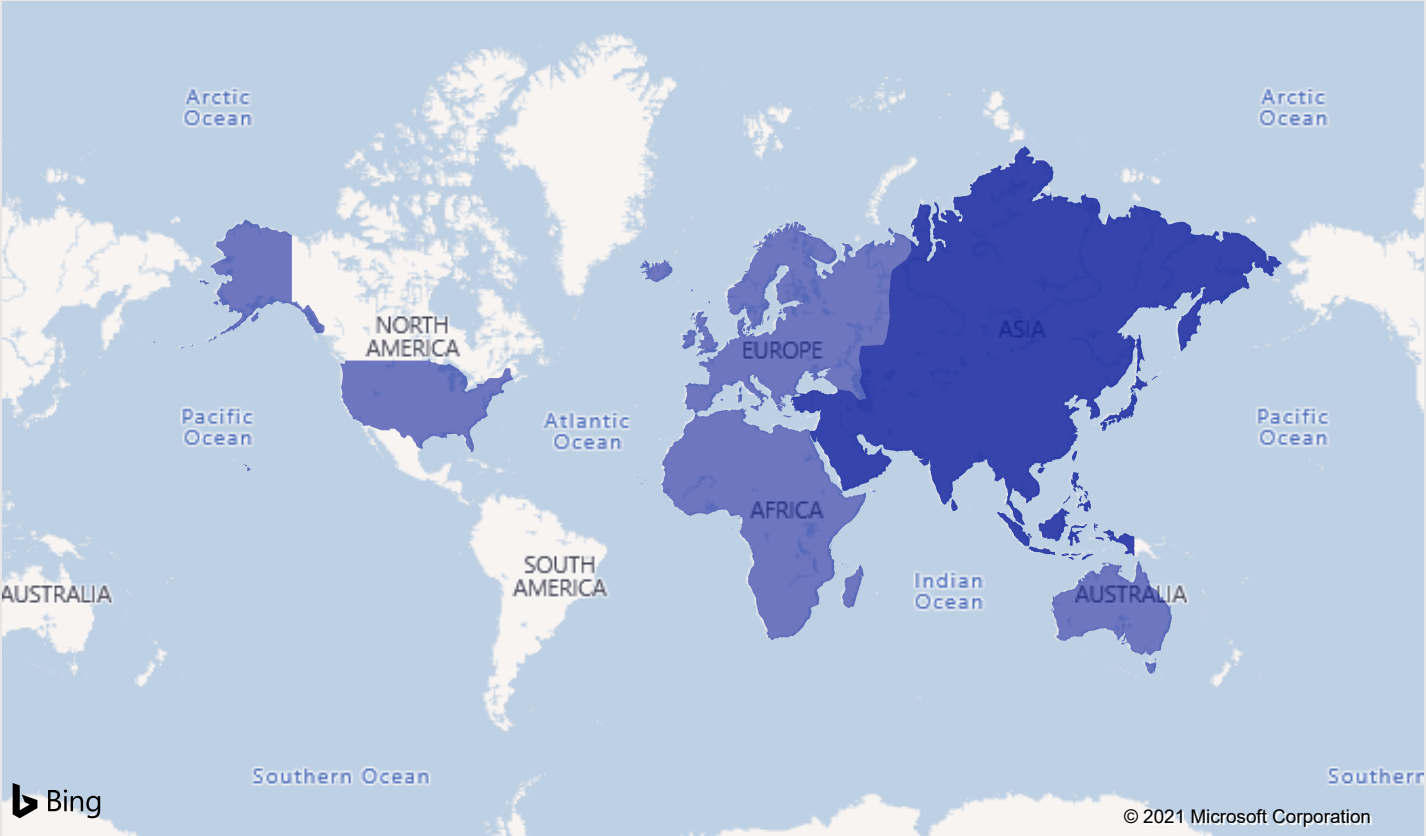 Arctic
Ocean
Arctic
Ocean
NORTH
AMERICA
EUROPE
ASIA
Pacific
Ocean
Atlantic
Ocean
Pacific
Ocean
AFRICA
SOUTH
AMERICA
Indian
Ocean
AUSTRALIA
AUSTRALIA
Southern Ocean
Southern
Bing
© 2021 Microsoft Corporation